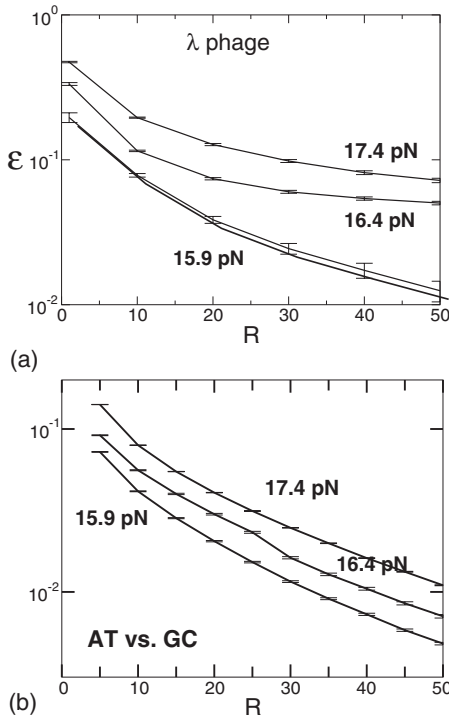 10⁰
λ phage
ε
10⁻¹
17.4 pN
16.4 pN
15.9 pN
10⁻²
0 10 20 30 40 50
(a)
R
10⁻¹
17.4 pN
15.9 pN
16.4 pN
10⁻²
AT vs. GC
0 10 20 30 40 50
(b)
R